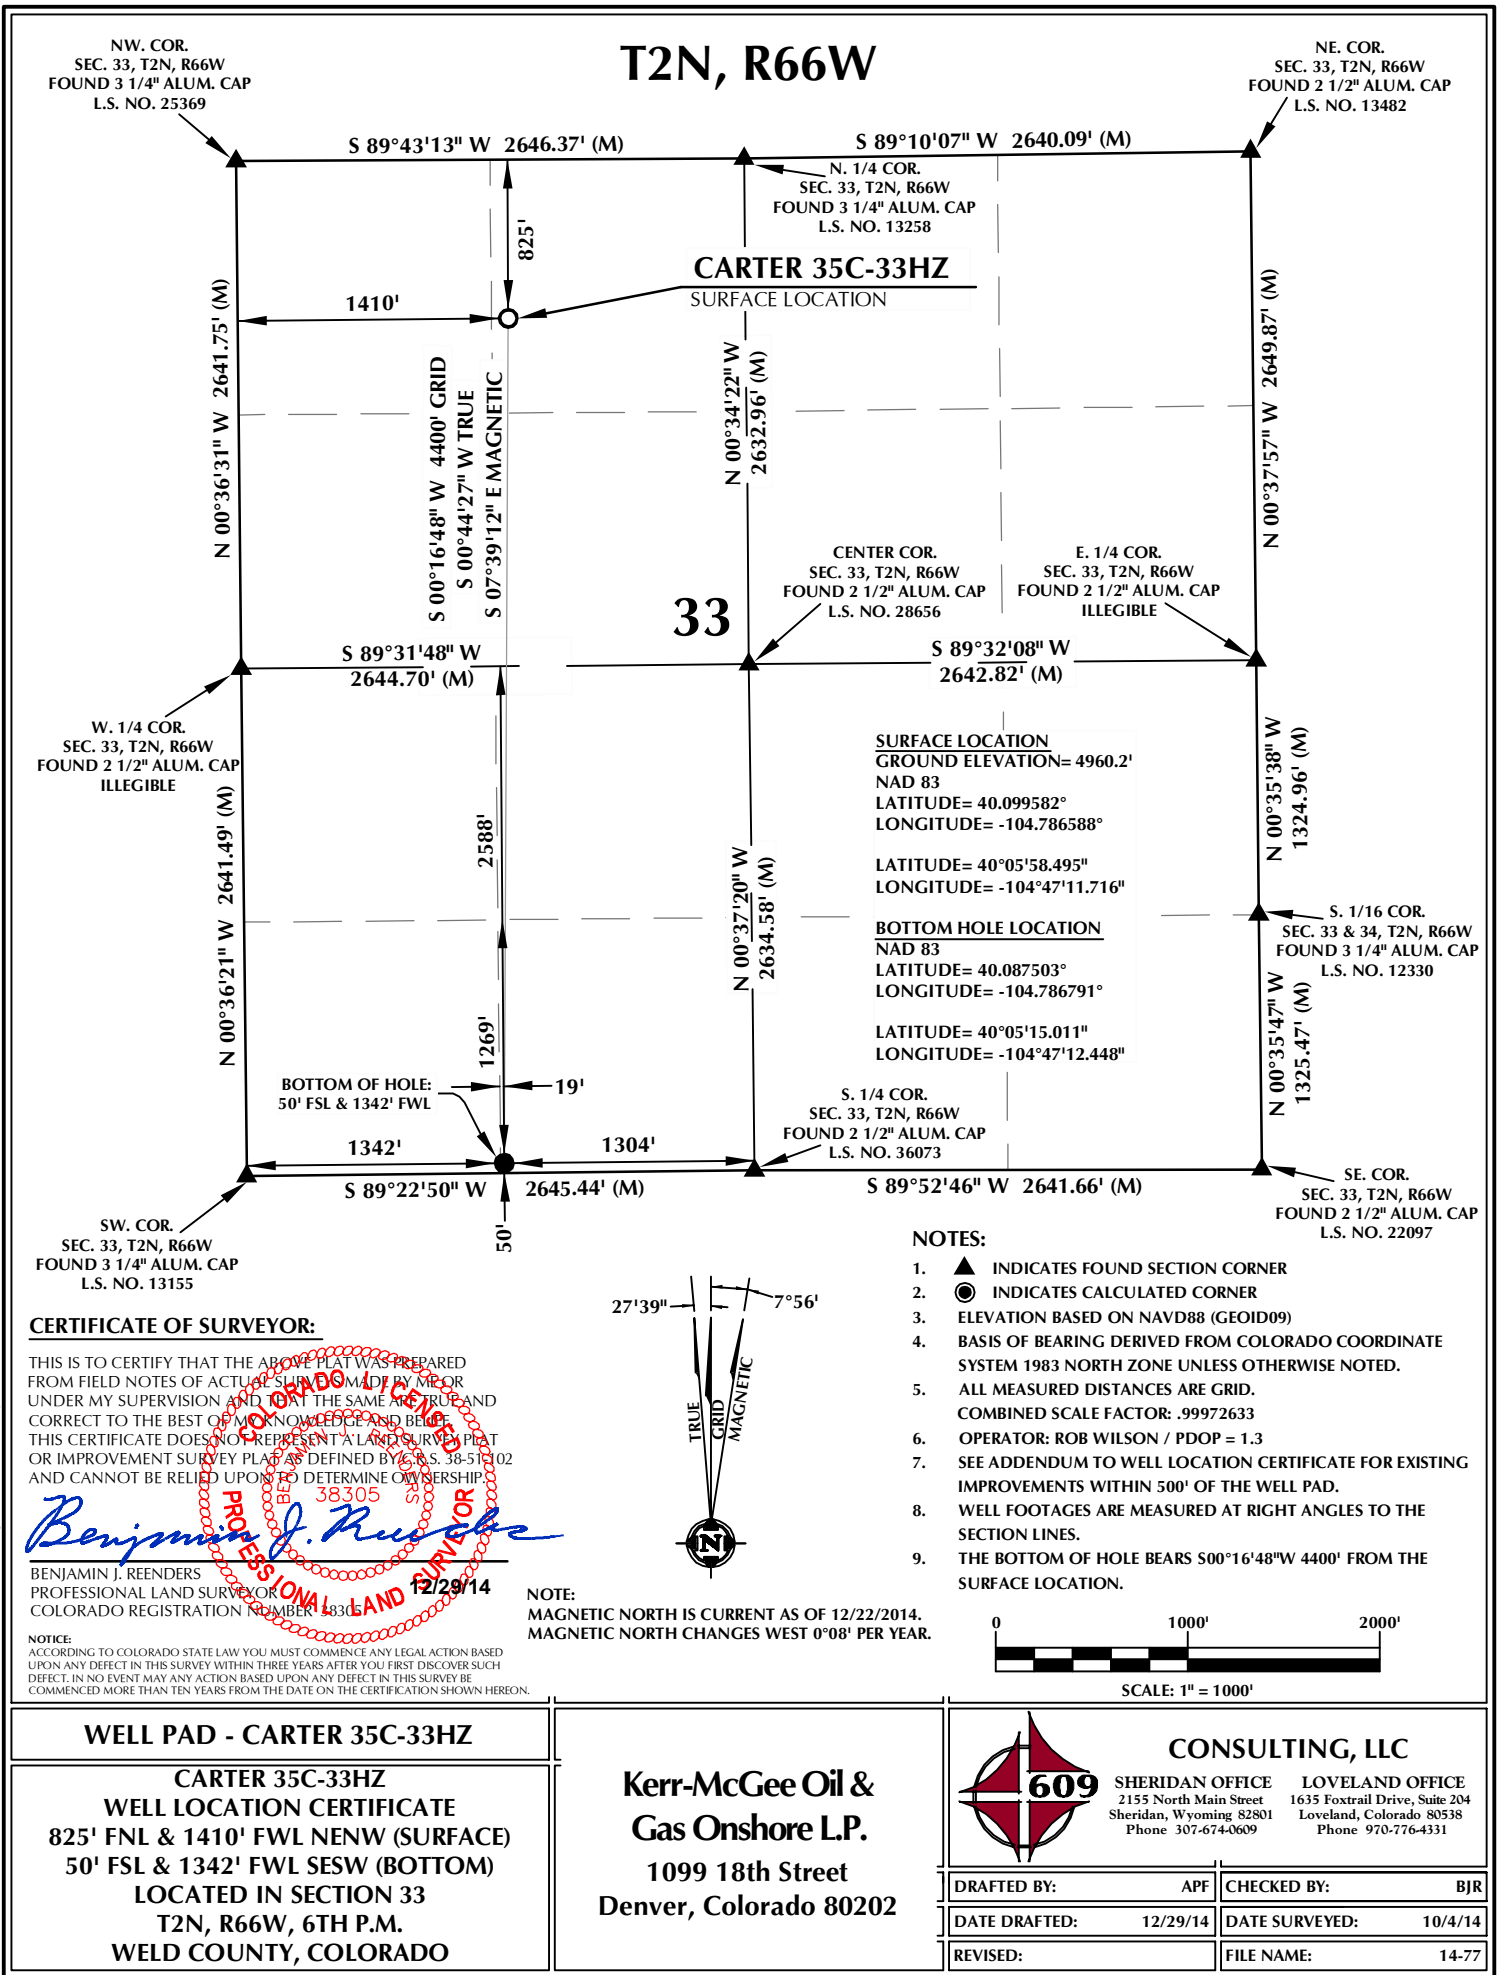 T2N, R66W
NW. COR.
SEC. 33, T2N, R66W
FOUND 3 1/4" ALUM. CAP
L.S. NO. 25369
NE. COR.
SEC. 33, T2N, R66W
FOUND 2 1/2" ALUM. CAP
L.S. NO. 13482
S 89°43'13" W 2646.37' (M)
S 89°10'07" W 2640.09' (M)
N. 1/4 COR.
SEC. 33, T2N, R66W
FOUND 3 1/4" ALUM. CAP
L.S. NO. 13258
825'
CARTER 35C-33HZ
SURFACE LOCATION
1410'
N 00°36'31" W 2641.75' (M)
S 00°16'48" W 4400' GRID
S 00°44'27" W TRUE
S 07°39'12" E MAGNETIC
N 00°34'22" W
2632.96' (M)
N 00°37'57" W 2649.87' (M)
CENTER COR.
SEC. 33, T2N, R66W
FOUND 2 1/2" ALUM. CAP
L.S. NO. 28656
E. 1/4 COR.
SEC. 33, T2N, R66W
FOUND 2 1/2" ALUM. CAP
ILLEGIBLE
33
S 89°31'48" W
2644.70' (M)
S 89°32'08" W
2642.82' (M)
W. 1/4 COR.
SEC. 33, T2N, R66W
FOUND 2 1/2" ALUM. CAP
ILLEGIBLE
SURFACE LOCATION
GROUND ELEVATION= 4960.2'
NAD 83
LATITUDE= 40.099582°
LONGITUDE= -104.786588°
LATITUDE= 40°05'58.495"
LONGITUDE= -104°47'11.716"
BOTTOM HOLE LOCATION
NAD 83
LATITUDE= 40.087503°
LONGITUDE= -104.786791°
LATITUDE= 40°05'15.011"
LONGITUDE= -104°47'12.448"
N 00°36'21" W 2641.49' (M)
2588'
N 00°37'20" W
2634.58' (M)
N 00°35'38" W
1324.96' (M)
S. 1/16 COR.
SEC. 33 & 34, T2N, R66W
FOUND 3 1/4" ALUM. CAP
L.S. NO. 12330
N 00°35'47" W
1325.47' (M)
1269'
19'
BOTTOM OF HOLE:
50' FSL & 1342' FWL
S. 1/4 COR.
SEC. 33, T2N, R66W
FOUND 2 1/2" ALUM. CAP
L.S. NO. 36073
1342'
1304'
S 89°22'50" W 2645.44' (M)
S 89°52'46" W 2641.66' (M)
50'
SW. COR.
SEC. 33, T2N, R66W
FOUND 3 1/4" ALUM. CAP
L.S. NO. 13155
SE. COR.
SEC. 33, T2N, R66W
FOUND 2 1/2" ALUM. CAP
L.S. NO. 22097
NOTES:
1. INDICATES FOUND SECTION CORNER
2. INDICATES CALCULATED CORNER
3. ELEVATION BASED ON NAVD88 (GEOID09)
4. BASIS OF BEARING DERIVED FROM COLORADO COORDINATE
SYSTEM 1983 NORTH ZONE UNLESS OTHERWISE NOTED.
5. ALL MEASURED DISTANCES ARE GRID.
COMBINED SCALE FACTOR: .99972633
6. OPERATOR: ROB WILSON / PDOP = 1.3
7. SEE ADDENDUM TO WELL LOCATION CERTIFICATE FOR EXISTING
IMPROVEMENTS WITHIN 500' OF THE WELL PAD.
8. WELL FOOTAGES ARE MEASURED AT RIGHT ANGLES TO THE
SECTION LINES.
9. THE BOTTOM OF HOLE BEARS S00°16'48"W 4400' FROM THE
SURFACE LOCATION.
27'39"
7°56'
TRUE
GRID
MAGNETIC
N
CERTIFICATE OF SURVEYOR:
THIS IS TO CERTIFY THAT THE ABOVE PLAT WAS PREPARED
FROM FIELD NOTES OF ACTUAL SURVEYS MADE BY ME OR
UNDER MY SUPERVISION AND THAT THE SAME ARE TRUE AND
CORRECT TO THE BEST OF MY KNOWLEDGE AND BELIEF.
THIS CERTIFICATE DOES NOT REPRESENT A LAND SURVEY PLAT
OR IMPROVEMENT SURVEY PLAT AS DEFINED BY C.R.S. 38-51-102
AND CANNOT BE RELIED UPON TO DETERMINE OWNERSHIP.
COLORADO LICENSED
PROFESSIONAL LAND SURVEYOR
BENJAMIN J. REENDERS
38305
Benjamin J. Reenders
12/29/14
BENJAMIN J. REENDERS
PROFESSIONAL LAND SURVEYOR
COLORADO REGISTRATION NUMBER 38305
NOTICE:
ACCORDING TO COLORADO STATE LAW YOU MUST COMMENCE ANY LEGAL ACTION BASED
UPON ANY DEFECT IN THIS SURVEY WITHIN THREE YEARS AFTER YOU FIRST DISCOVER SUCH
DEFECT. IN NO EVENT MAY ANY ACTION BASED UPON ANY DEFECT IN THIS SURVEY BE
COMMENCED MORE THAN TEN YEARS FROM THE DATE ON THE CERTIFICATION SHOWN HEREON.
NOTE:
MAGNETIC NORTH IS CURRENT AS OF 12/22/2014.
MAGNETIC NORTH CHANGES WEST 0°08' PER YEAR.
0 1000' 2000'
SCALE: 1" = 1000'
WELL PAD - CARTER 35C-33HZ
CARTER 35C-33HZ
WELL LOCATION CERTIFICATE
825' FNL & 1410' FWL NENW (SURFACE)
50' FSL & 1342' FWL SESW (BOTTOM)
LOCATED IN SECTION 33
T2N, R66W, 6TH P.M.
WELD COUNTY, COLORADO
Kerr-McGee Oil &
Gas Onshore L.P.
1099 18th Street
Denver, Colorado 80202
609
CONSULTING, LLC
SHERIDAN OFFICE
2155 North Main Street
Sheridan, Wyoming 82801
Phone 307-674-0609
LOVELAND OFFICE
1635 Foxtrail Drive, Suite 204
Loveland, Colorado 80538
Phone 970-776-4331
DRAFTED BY: APF
CHECKED BY: BJR
DATE DRAFTED: 12/29/14
DATE SURVEYED: 10/4/14
REVISED:
FILE NAME: 14-77